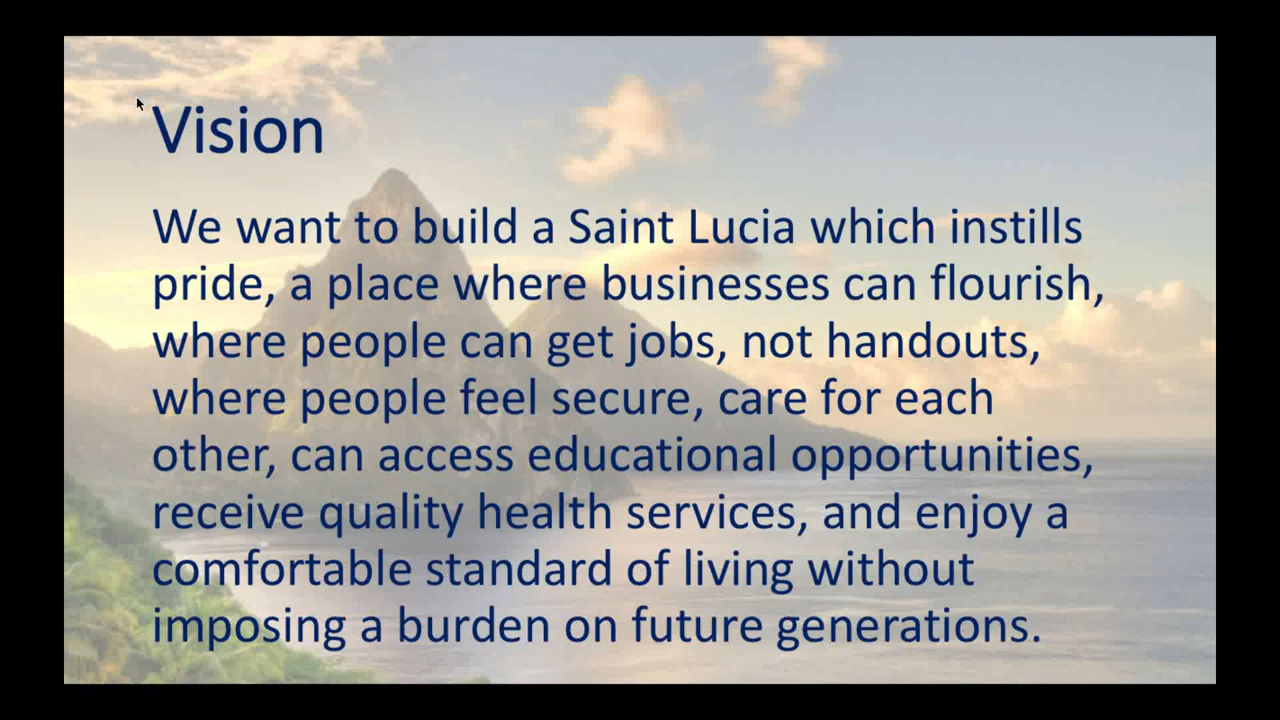 Vision
We want to build a Saint Lucia which instills
pride, a place where businesses can flourish,
where people can get jobs, not handouts,
where people feel secure, care for each
other, can access educational opportunities,
receive quality health services, and enjoy a
comfortable standard of living without
imposing a burden on future generations.